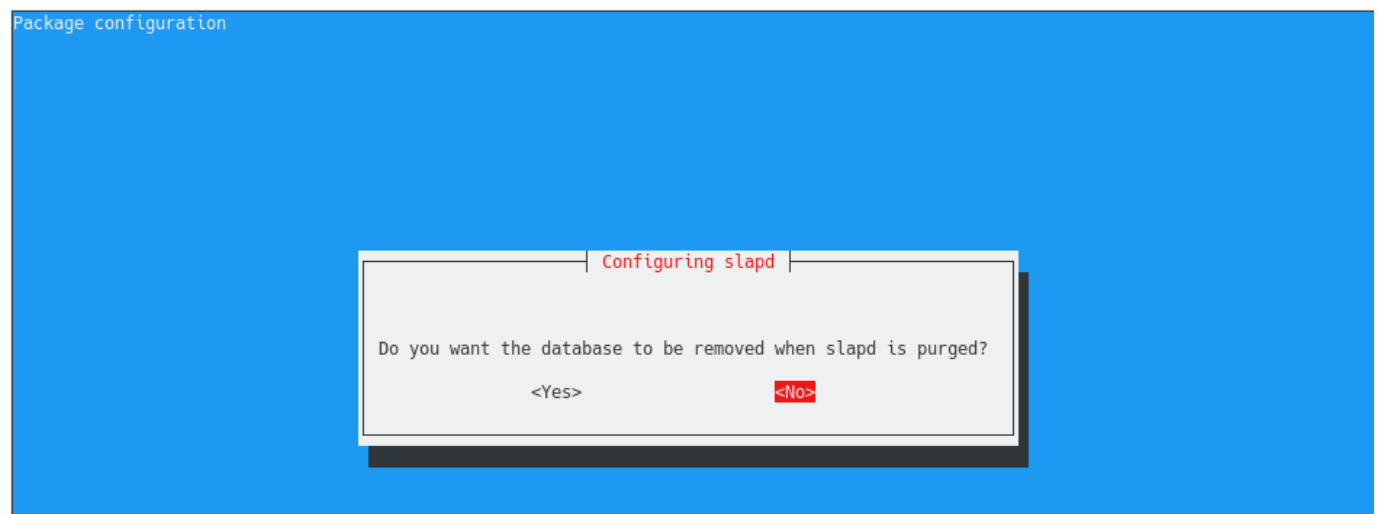 Package configuration
Configuring slapd
Do you want the database to be removed when slapd is purged?
<Yes> <No>